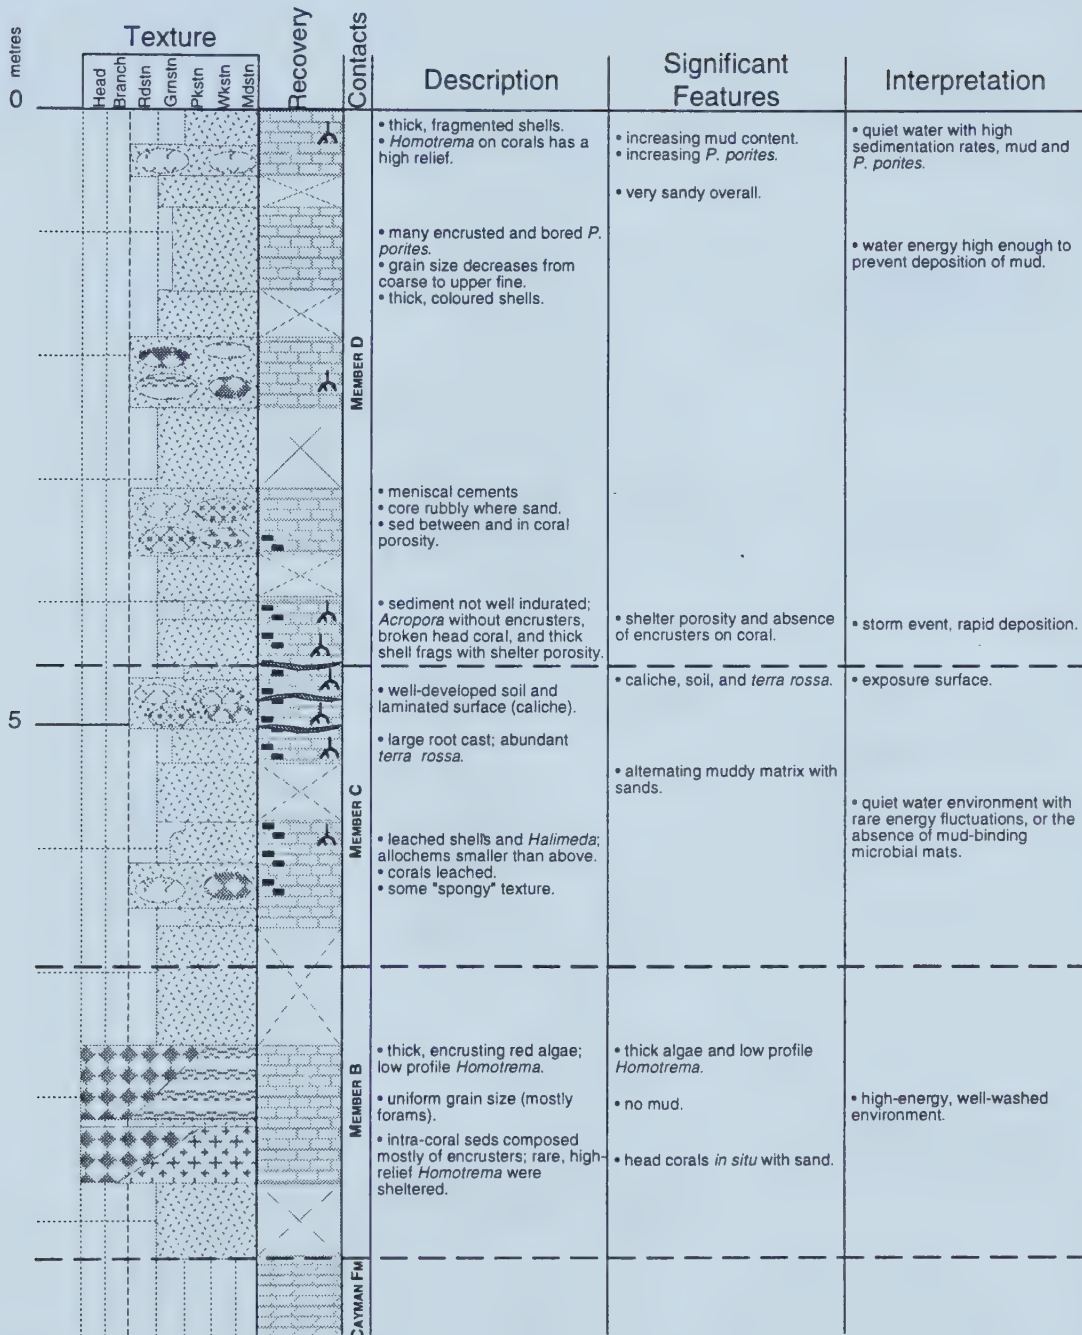 metres
0
5
Texture
Head
Branch
Rdstn
Grnstn
Pkstn
Wkstn
Mdstn
Recovery
Contacts
Description
Significant
Features
Interpretation
MEMBER D
• thick, fragmented shells.
• Homotrema on corals has a
high relief.
• increasing mud content.
• increasing P. porites.
• very sandy overall.
• quiet water with high
sedimentation rates, mud and
P. porites.
• many encrusted and bored P.
porites.
• grain size decreases from
coarse to upper fine.
• thick, coloured shells.
• water energy high enough to
prevent deposition of mud.
• meniscal cements
• core rubbly where sand.
• sed between and in coral
porosity.
• sediment not well indurated;
Acropora without encrusters,
broken head coral, and thick
shell frags with shelter porosity.
• shelter porosity and absence
of encrusters on coral.
• storm event, rapid deposition.
MEMBER C
• well-developed soil and
laminated surface (caliche).
• large root cast; abundant
terra rossa.
• caliche, soil, and terra rossa.
• exposure surface.
• alternating muddy matrix with
sands.
• quiet water environment with
rare energy fluctuations, or the
absence of mud-binding
microbial mats.
• leached shells and Halimeda;
allochems smaller than above.
• corals leached.
• some "spongy" texture.
MEMBER B
• thick, encrusting red algae;
low profile Homotrema.
• uniform grain size (mostly
forams).
• intra-coral seds composed
mostly of encrusters; rare, high-
relief Homotrema were
sheltered.
• thick algae and low profile
Homotrema.
• no mud.
• head corals in situ with sand.
• high-energy, well-washed
environment.
CAYMAN FM